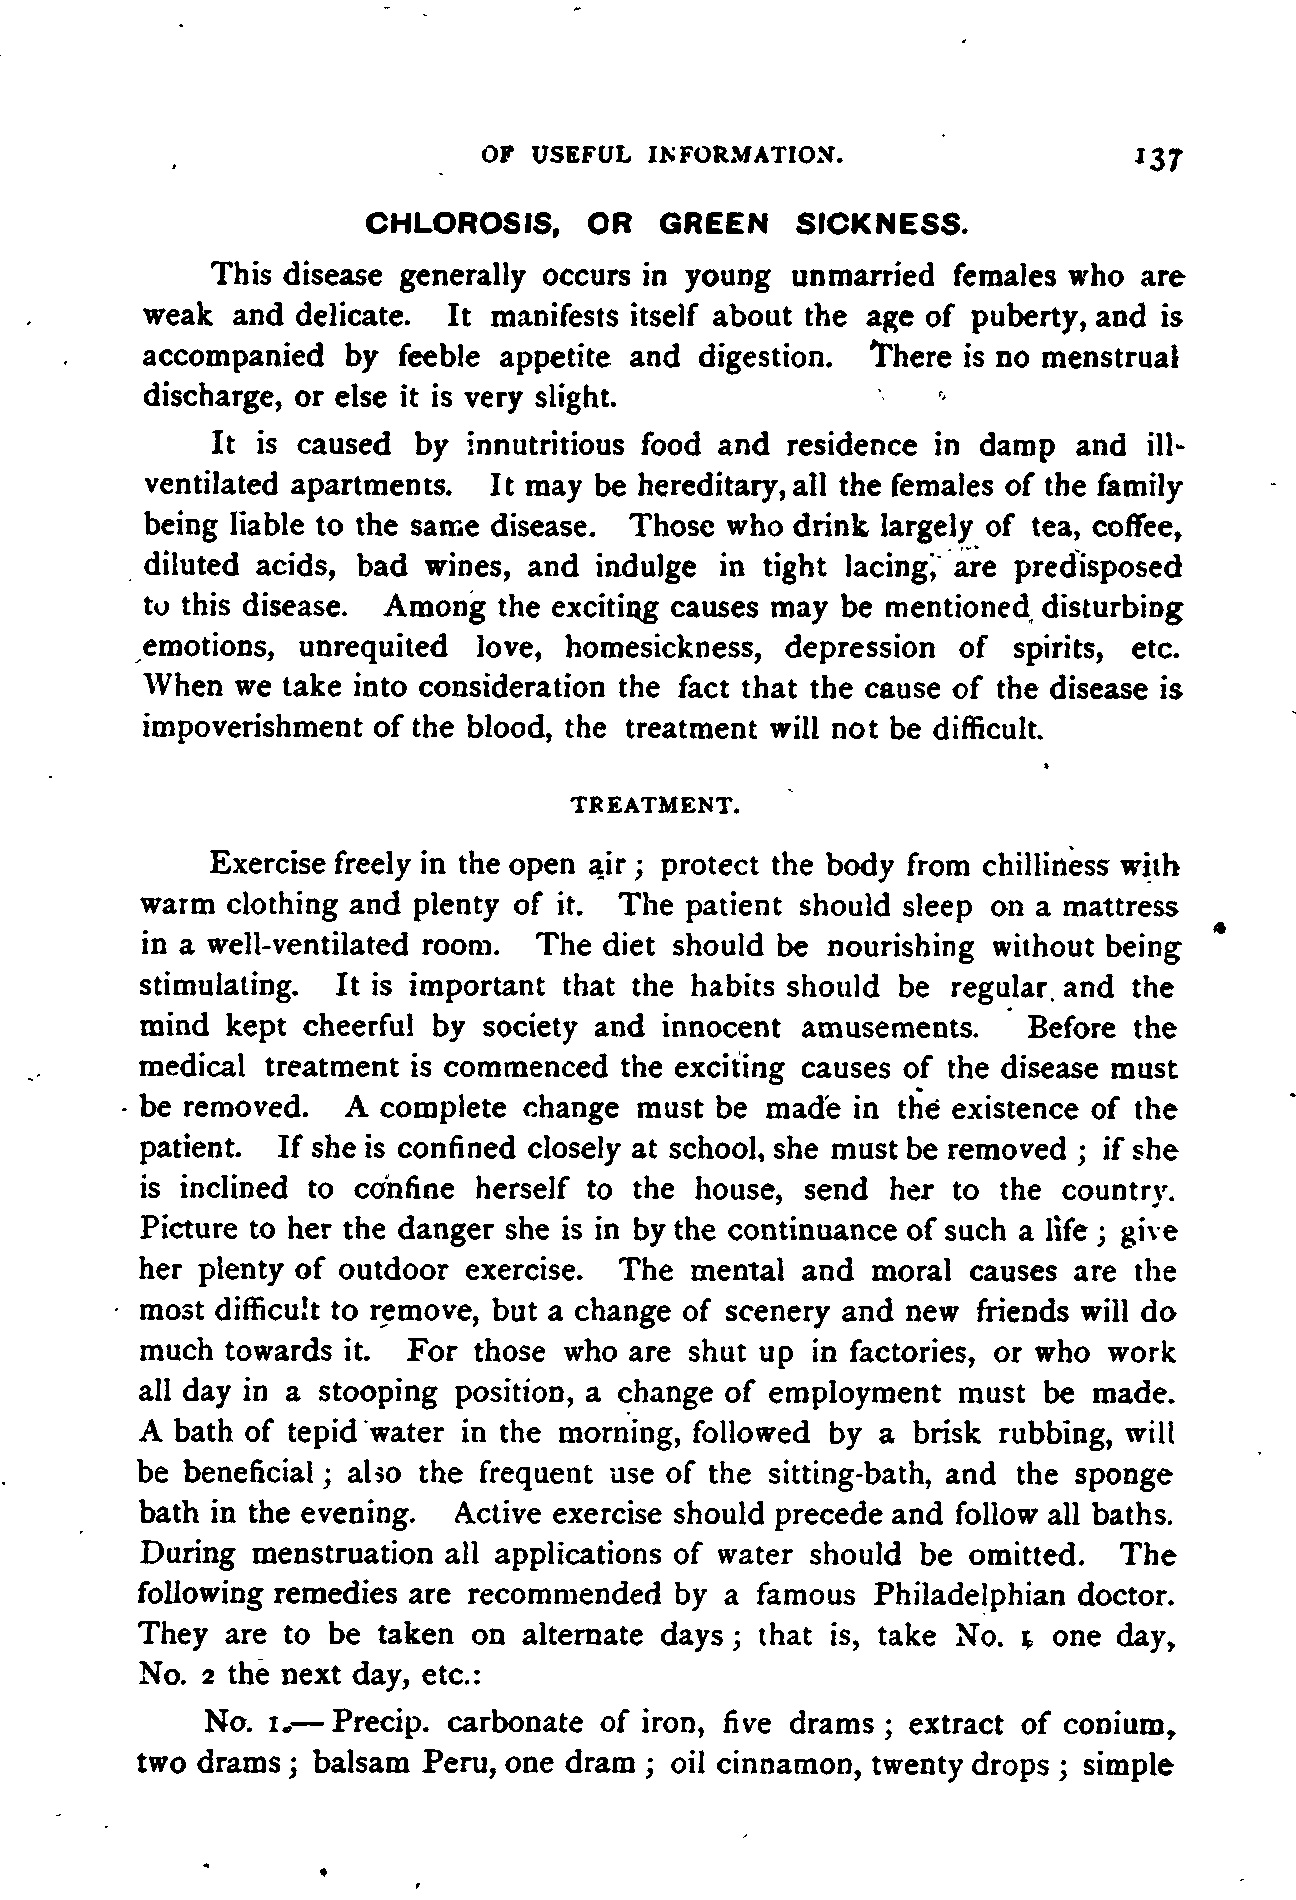 OF USEFUL INFORMATION. 137
CHLOROSIS, OR GREEN SICKNESS.
This disease generally occurs in young unmarried females who are
weak and delicate. It manifests itself about the age of puberty, and is
accompanied by feeble appetite and digestion. There is no menstrual
discharge, or else it is very slight.
It is caused by innutritious food and residence in damp and ill-
ventilated apartments. It may be hereditary, all the females of the family
being liable to the same disease. Those who drink largely of tea, coffee,
diluted acids, bad wines, and indulge in tight lacing, are predisposed
to this disease. Among the exciting causes may be mentioned disturbing
emotions, unrequited love, homesickness, depression of spirits, etc.
When we take into consideration the fact that the cause of the disease is
impoverishment of the blood, the treatment will not be difficult.
TREATMENT.
Exercise freely in the open air ; protect the body from chilliness with
warm clothing and plenty of it. The patient should sleep on a mattress
in a well-ventilated room. The diet should be nourishing without being
stimulating. It is important that the habits should be regular and the
mind kept cheerful by society and innocent amusements. Before the
medical treatment is commenced the exciting causes of the disease must
be removed. A complete change must be made in the existence of the
patient. If she is confined closely at school, she must be removed ; if she
is inclined to confine herself to the house, send her to the country.
Picture to her the danger she is in by the continuance of such a life ; give
her plenty of outdoor exercise. The mental and moral causes are the
most difficult to remove, but a change of scenery and new friends will do
much towards it. For those who are shut up in factories, or who work
all day in a stooping position, a change of employment must be made.
A bath of tepid water in the morning, followed by a brisk rubbing, will
be beneficial ; also the frequent use of the sitting-bath, and the sponge
bath in the evening. Active exercise should precede and follow all baths.
During menstruation all applications of water should be omitted. The
following remedies are recommended by a famous Philadelphian doctor.
They are to be taken on alternate days ; that is, take No. 1 one day,
No. 2 the next day, etc.:
No. 1.— Precip. carbonate of iron, five drams ; extract of conium,
two drams ; balsam Peru, one dram ; oil cinnamon, twenty drops ; simple